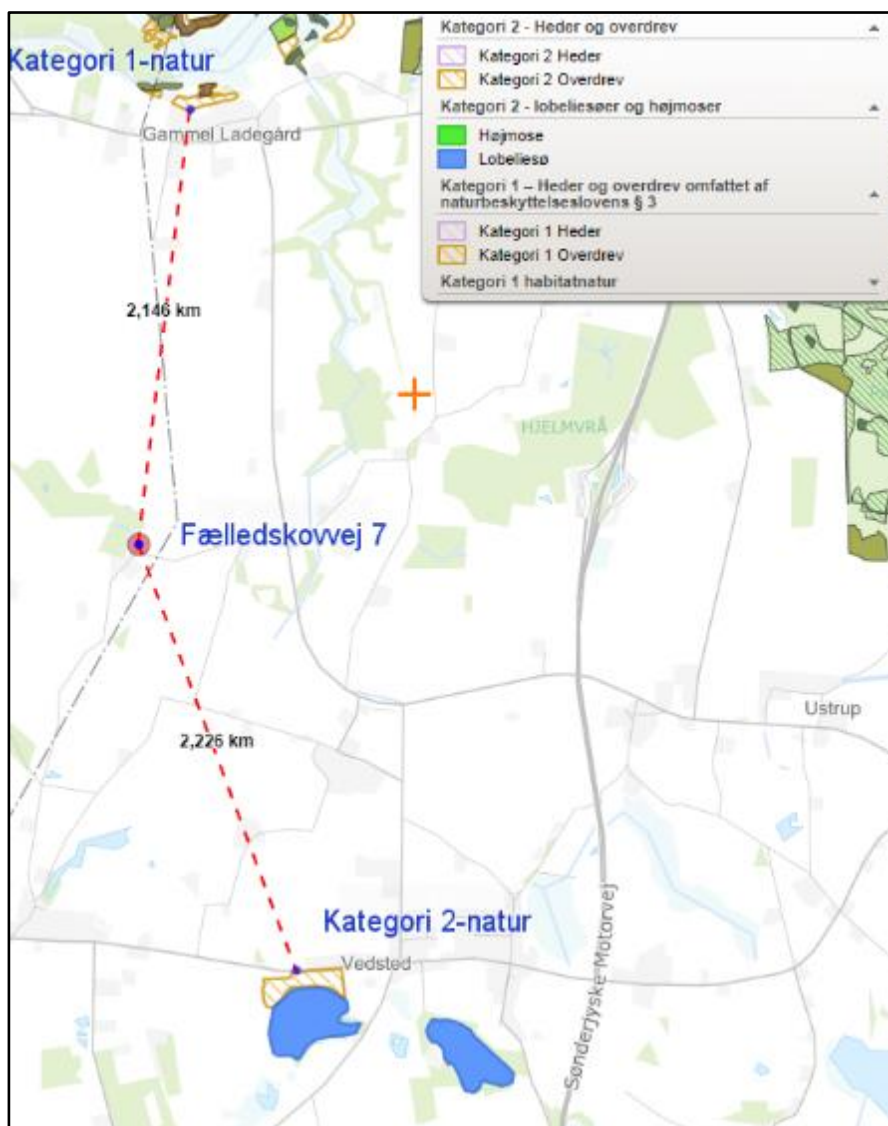 Kategori 2 - Heder og overdrev
Kategori 2 Heder
Kategori 2 Overdrev
Kategori 2 - lobeliesøer og højmoser
Højmose
Lobeliesø
Kategori 1 – Heder og overdrev omfattet af
naturbeskyttelseslovens § 3
Kategori 1 Heder
Kategori 1 Overdrev
Kategori 1 habitatnatur
Kategori 1-natur
Gammel Ladegård
2,146 km
HJELMVRÅ
Fælledskovvej 7
Ustrup
2,226 km
Kategori 2-natur
Vedsted
Sønderjyske Motorvej